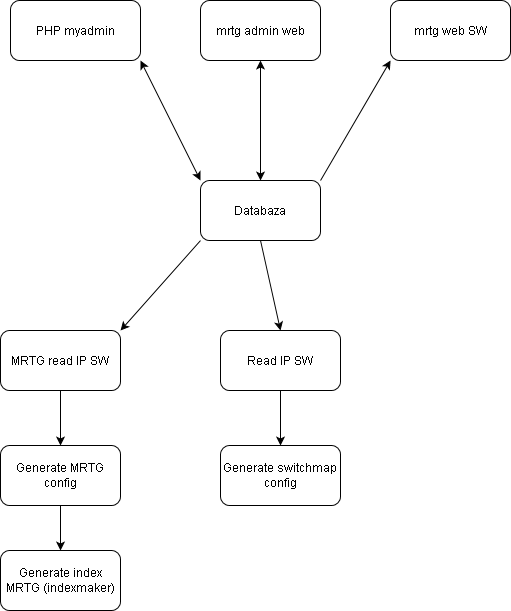 PHP myadmin
mrtg admin web
mrtg web SW
Databaza
MRTG read IP SW
Read IP SW
Generate MRTG
config
Generate switchmap
config
Generate index
MRTG (indexmaker)